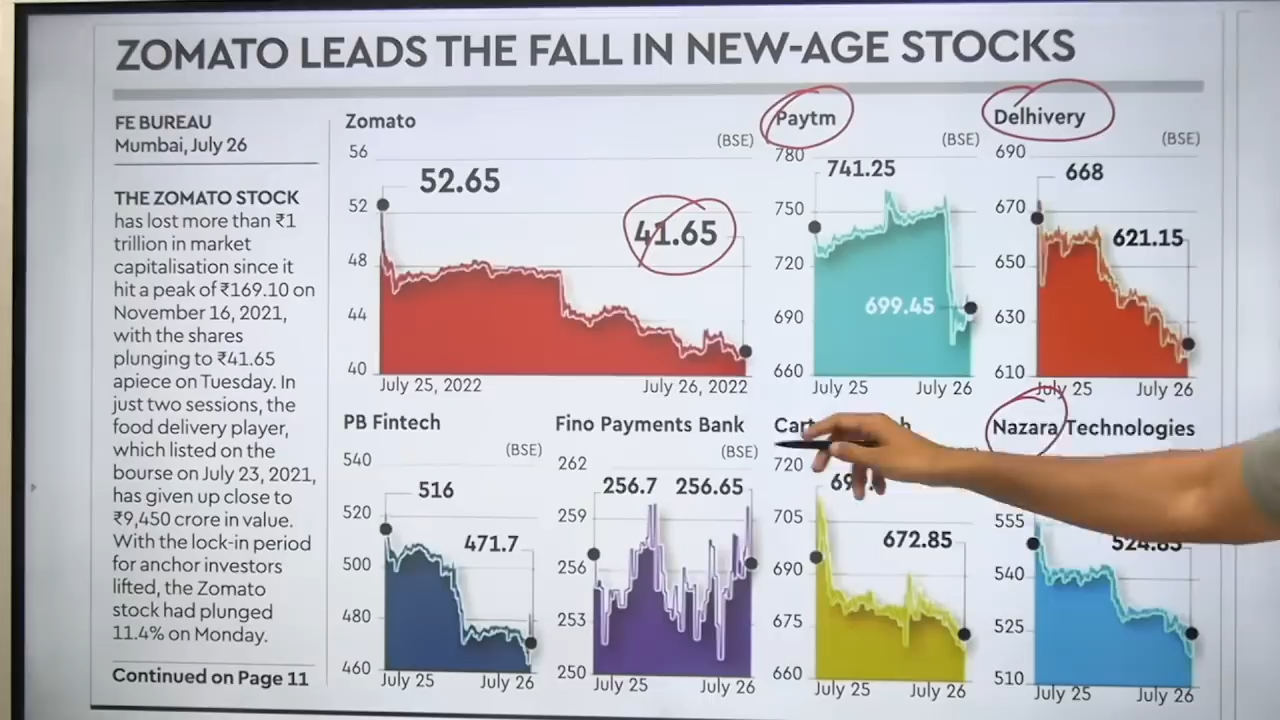 ZOMATO LEADS THE FALL IN NEW-AGE STOCKS
FE BUREAU
Mumbai, July 26
THE ZOMATO STOCK
has lost more than ₹1
trillion in market
capitalisation since it
hit a peak of ₹169.10 on
November 16, 2021,
with the shares
plunging to ₹41.65
apiece on Tuesday. In
just two sessions, the
food delivery player,
which listed on the
bourse on July 23, 2021,
has given up close to
₹9,450 crore in value.
With the lock-in period
for anchor investors
lifted, the Zomato
stock had plunged
11.4% on Monday.
Continued on Page 11
Zomato
(BSE)
56
52.65
52
41.65
48
44
40
July 25, 2022 July 26, 2022
Paytm
(BSE)
780
741.25
750
720
699.45
690
660
July 25 July 26
Delhivery
(BSE)
690
668
670
621.15
650
630
610
July 25 July 26
PB Fintech
(BSE)
540
516
520
471.7
500
480
460
July 25 July 26
Fino Payments Bank
(BSE)
262
256.7 256.65
259
256
253
250
July 25 July 26
720
705
672.85
690
675
660
July 25 July 26
Nazara Technologies
555
540
525
510
July 25 July 26